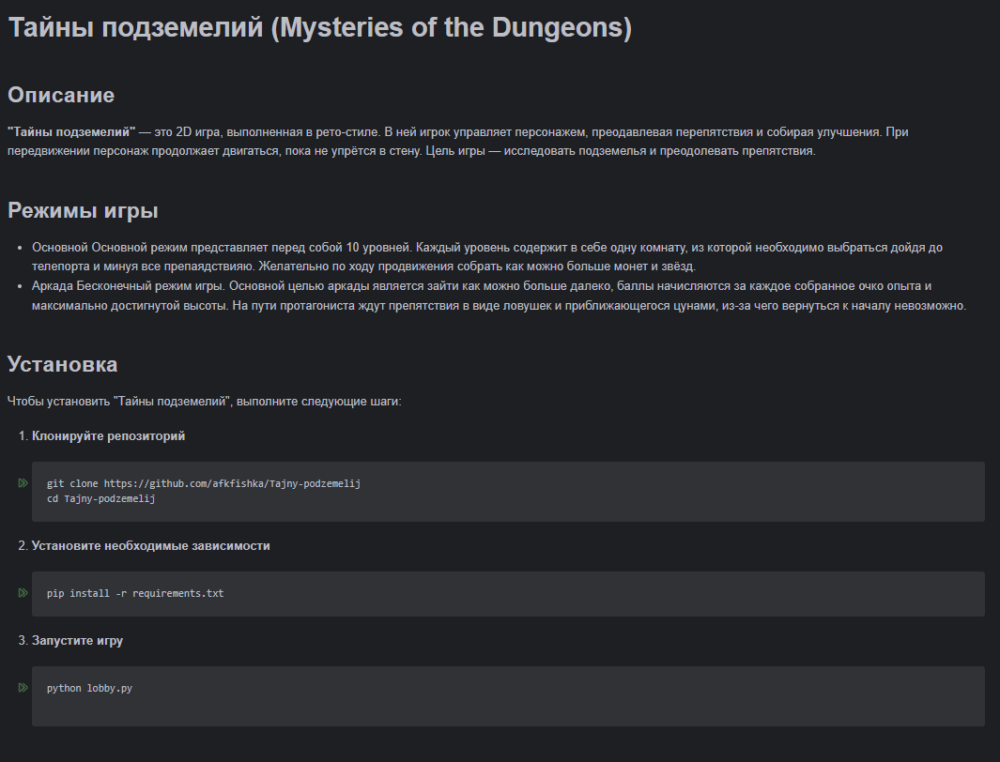 Тайны подземелий (Mysteries of the Dungeons)
Описание
"Тайны подземелий" — это 2D игра, выполненная в рето-стиле. В ней игрок управляет персонажем, преодавлевая перепятствия и собирая улучшения. При
передвижении персонаж продолжает двигаться, пока не упрётся в стену. Цель игры — исследовать подземелья и преодолевать препятствия.
Режимы игры
• Основной Основной режим представляет перед собой 10 уровней. Каждый уровень содержит в себе одну комнату, из которой необходимо выбраться дойдя до
телепорта и минуя все препаядствияю. Желательно по ходу продвижения собрать как можно больше монет и звёзд.
• Аркада Бесконечный режим игры. Основной целью аркады является зайти как можно больше далеко, баллы начисляются за каждое собранное очко опыта и
максимально достигнутой высоты. На пути протагониста ждут препятствия в виде ловушек и приближающегося цунами, из-за чего вернуться к началу невозможно.
Установка
Чтобы установить "Тайны подземелий", выполните следующие шаги:
1. Клонируйте репозиторий
git clone https://github.com/afkfishka/Tajny-podzemelij
cd Tajny-podzemelij
2. Установите необходимые зависимости
pip install -r requirements.txt
3. Запустите игру
python lobby.py